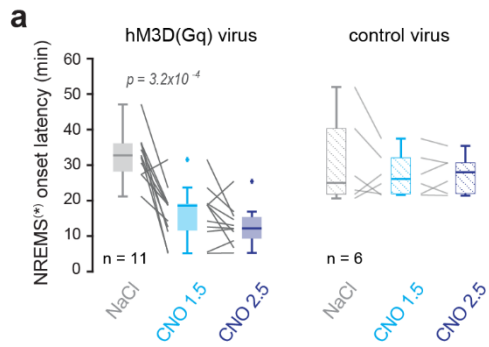 a
hM3D(Gq) virus
control virus
NREMS(*) onset latency (min)
60
50
40
30
20
10
0
p = 3.2x10 -4
n = 11
n = 6
NaCl
CNO 1.5
CNO 2.5
NaCl
CNO 1.5
CNO 2.5